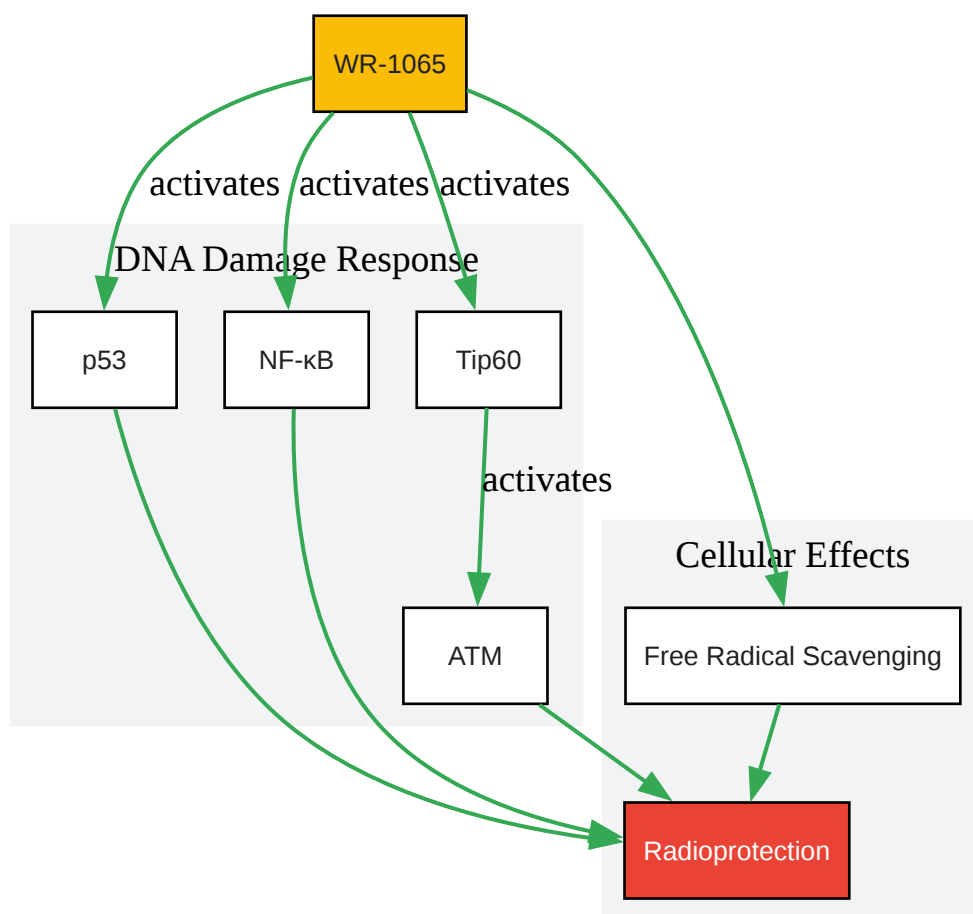 WR-1065
activates
activates
activates
DNA Damage Response
p53
NF-κB
Tip60
activates
Cellular Effects
ATM
Free Radical Scavenging
Radioprotection